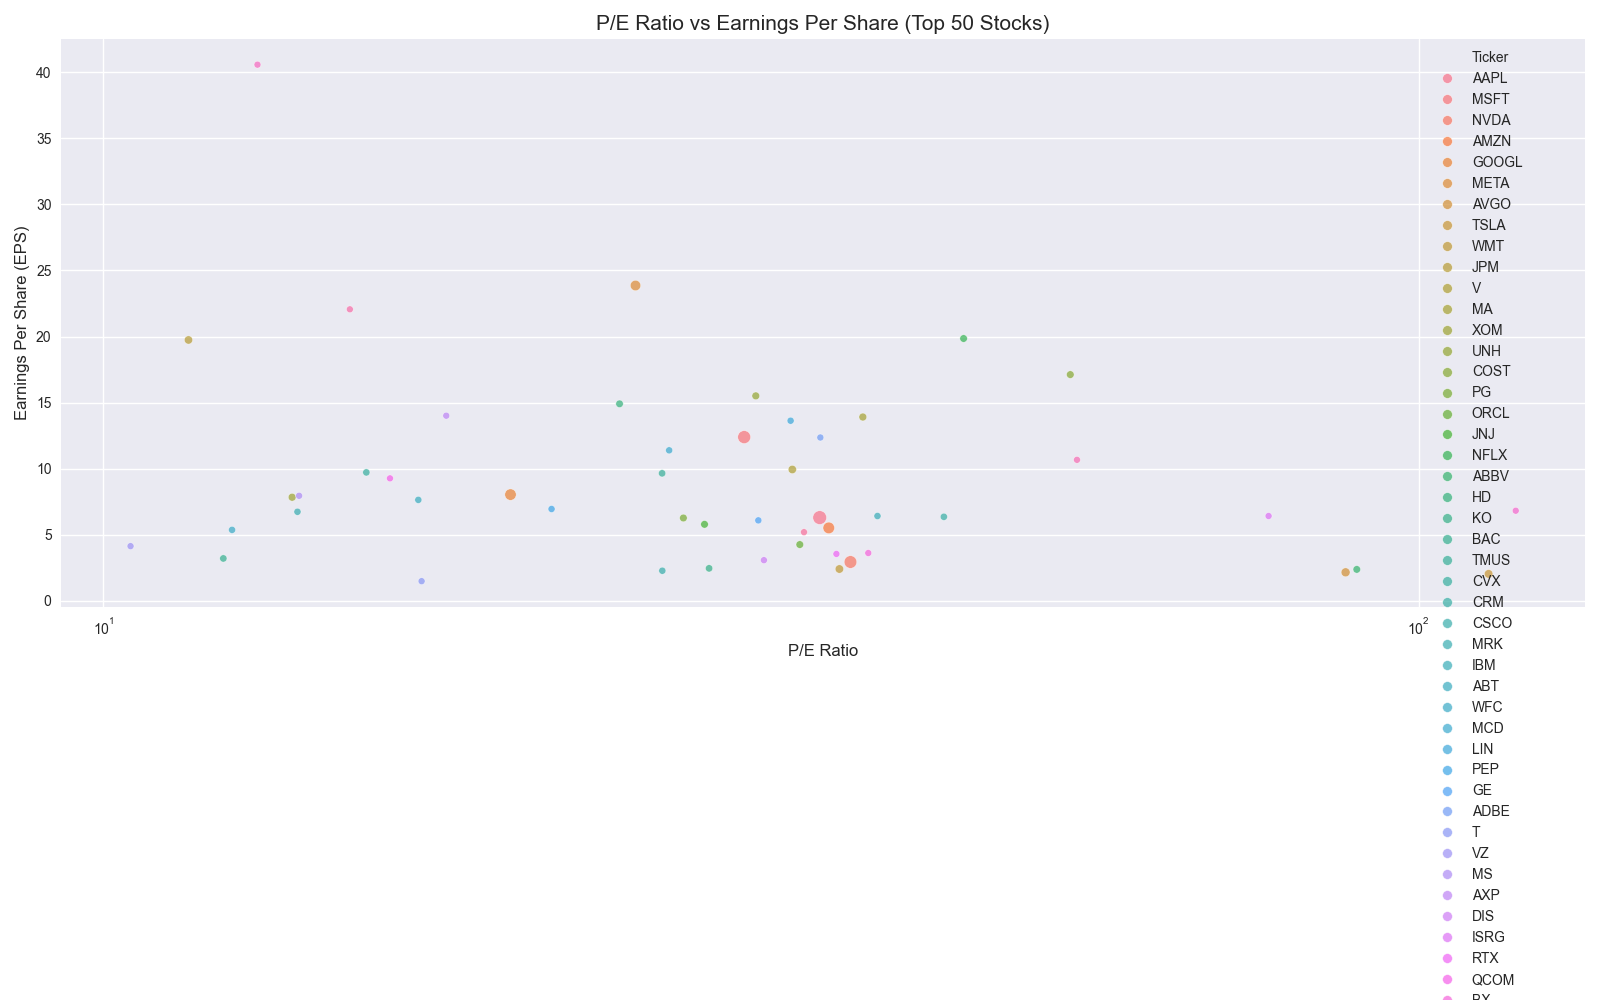 P/E Ratio vs Earnings Per Share (Top 50 Stocks)
Earnings Per Share (EPS)
40
35
30
25
20
15
10
5
0
10¹
10²
P/E Ratio
Ticker
AAPL
MSFT
NVDA
AMZN
GOOGL
META
AVGO
TSLA
WMT
JPM
V
MA
XOM
UNH
COST
PG
ORCL
JNJ
NFLX
ABBV
HD
KO
BAC
TMUS
CVX
CRM
CSCO
MRK
IBM
ABT
WFC
MCD
LIN
PEP
GE
ADBE
T
VZ
MS
AXP
DIS
ISRG
RTX
QCOM